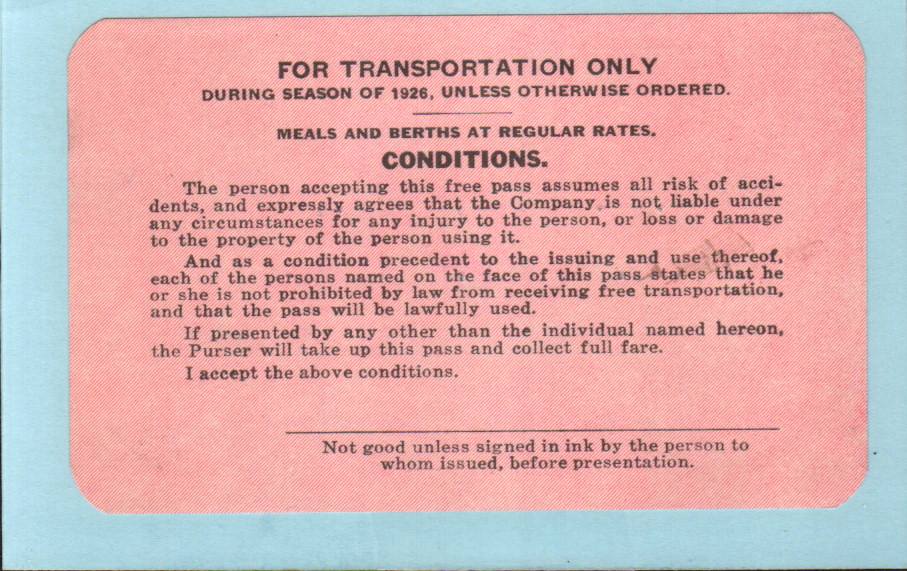 FOR TRANSPORTATION ONLY
DURING SEASON OF 1926, UNLESS OTHERWISE ORDERED.
MEALS AND BERTHS AT REGULAR RATES.
CONDITIONS.
The person accepting this free pass assumes all risk of acci-
dents, and expressly agrees that the Company is not liable under
any circumstances for any injury to the person, or loss or damage
to the property of the person using it.
And as a condition precedent to the issuing and use thereof,
each of the persons named on the face of this pass states that he
or she is not prohibited by law from receiving free transportation,
and that the pass will be lawfully used.
If presented by any other than the individual named hereon,
the Purser will take up this pass and collect full fare.
I accept the above conditions.
Not good unless signed in ink by the person to
whom issued, before presentation.